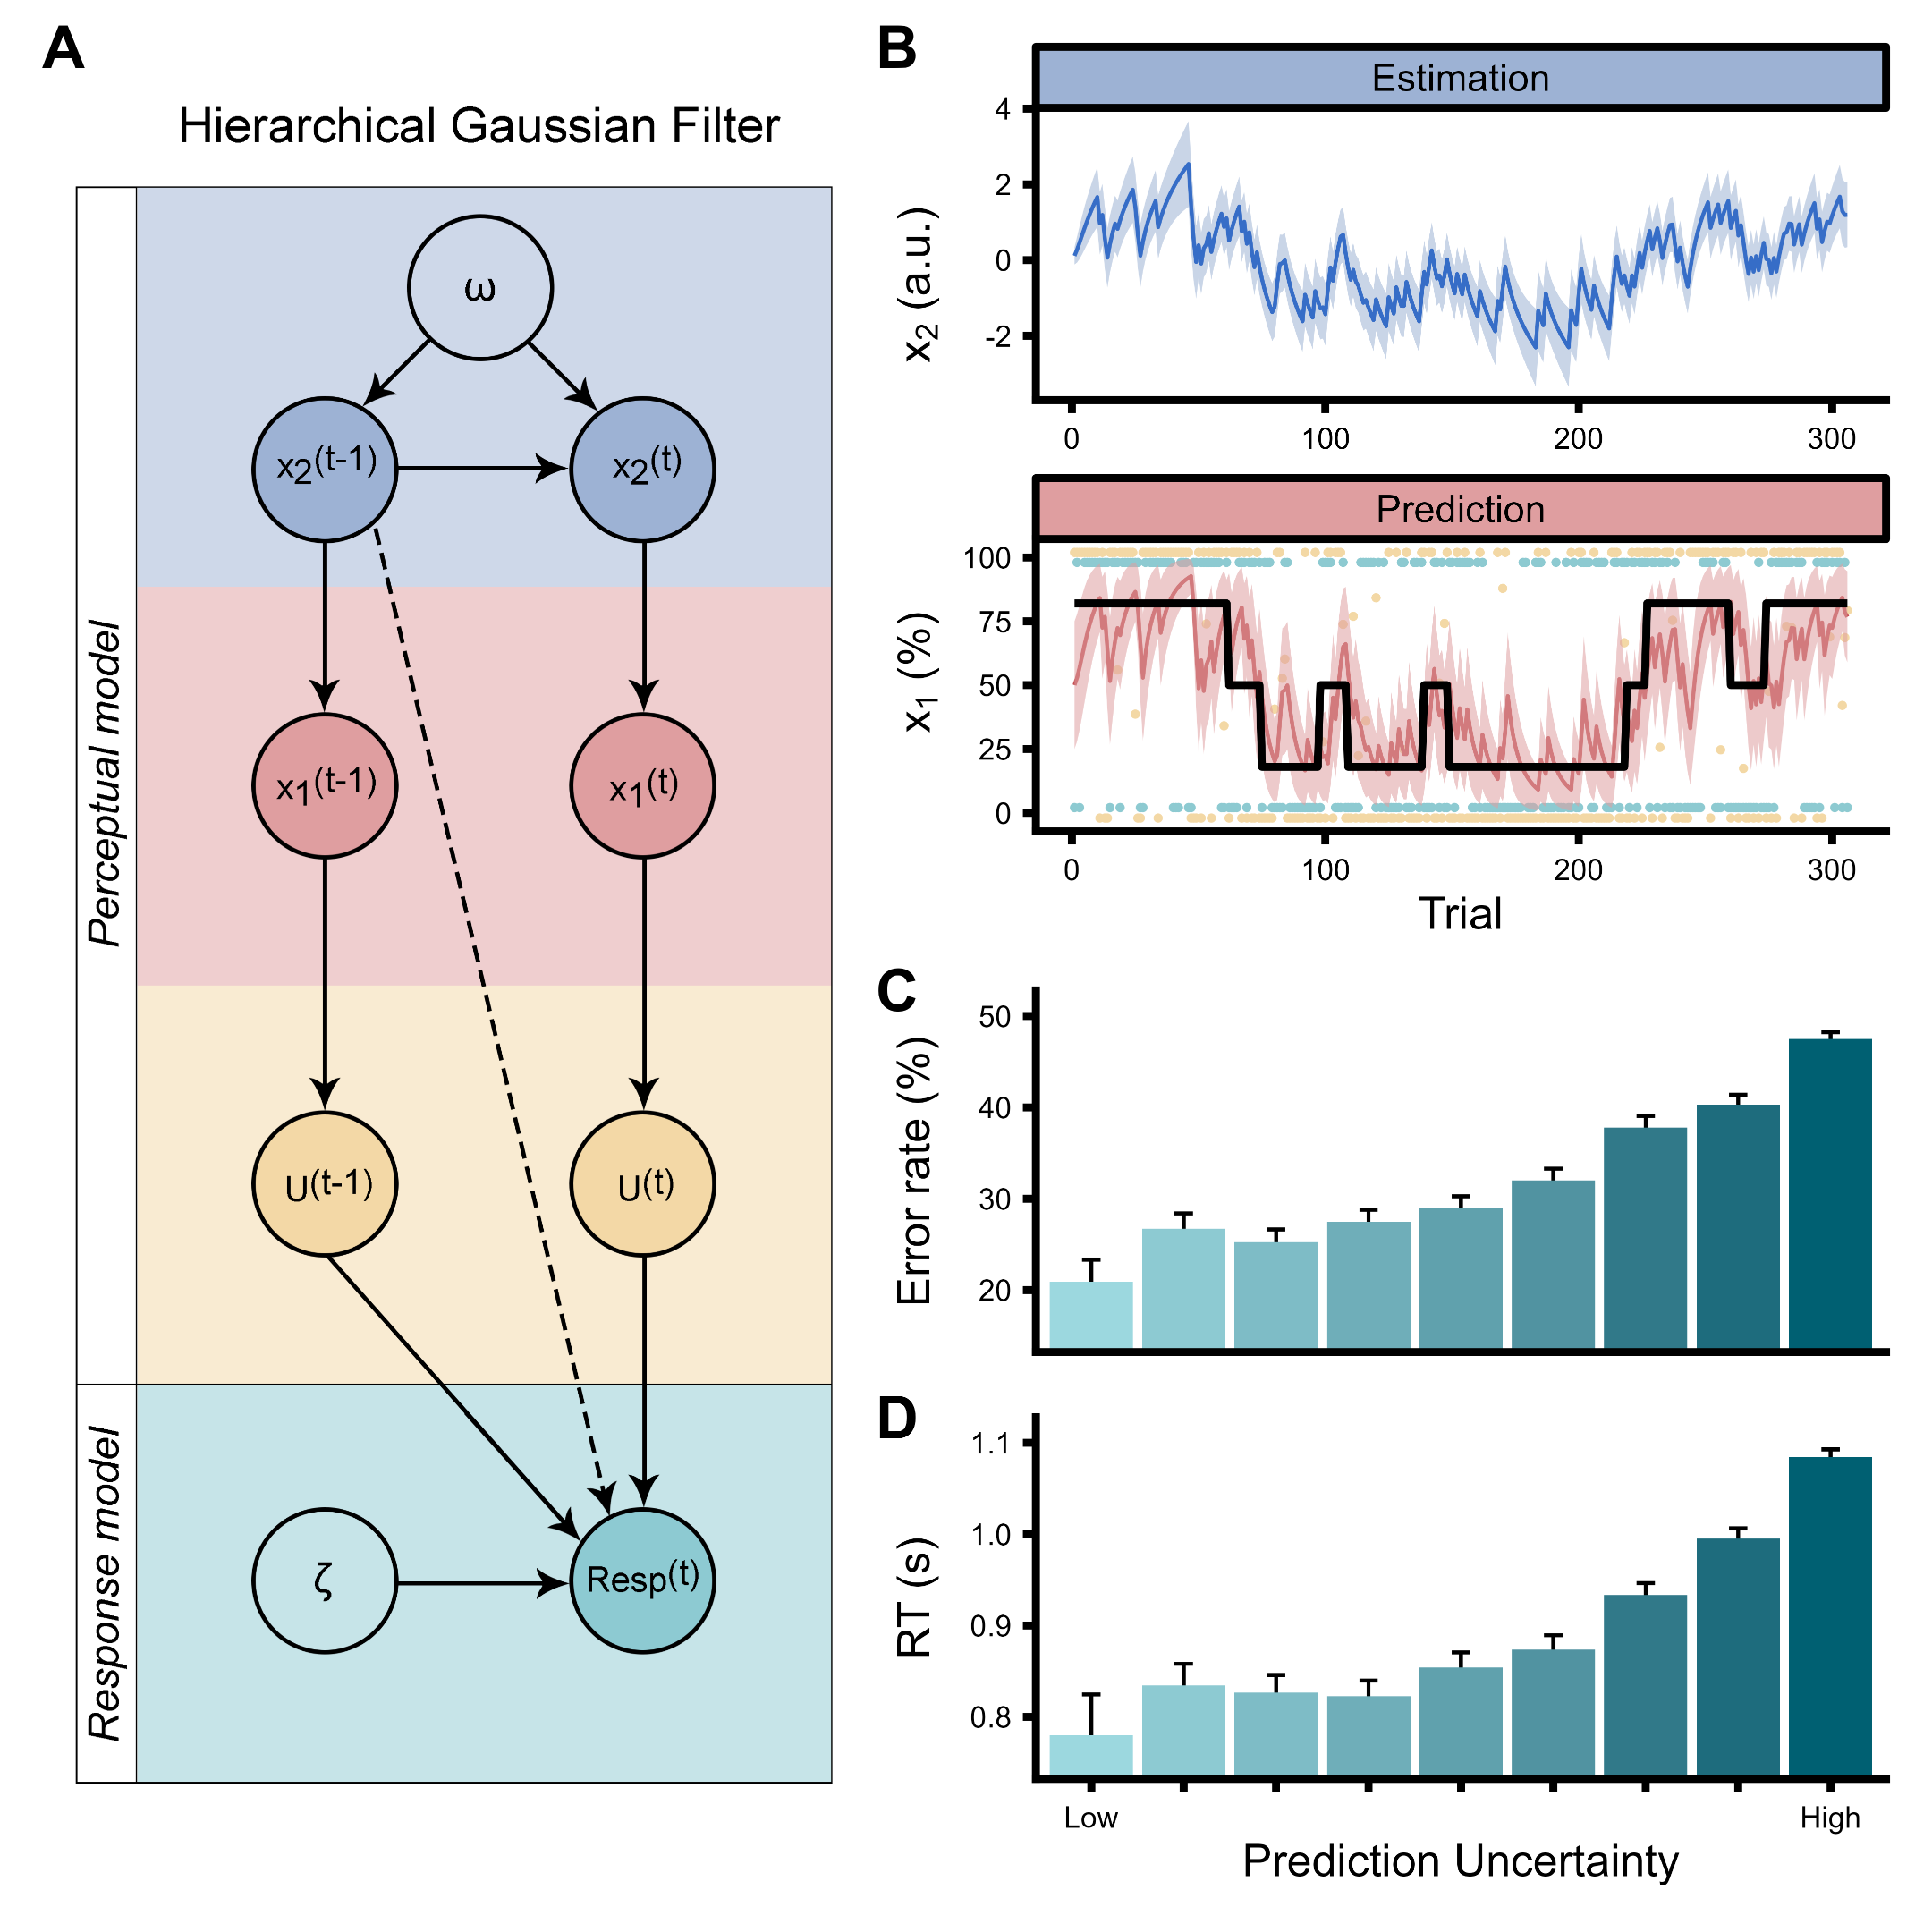 A
Hierarchical Gaussian Filter
Perceptual model
ω
x2(t-1)
x2(t)
x1(t-1)
x1(t)
U(t-1)
U(t)
Response model
ζ
Resp(t)
B
Estimation
x2 (a.u.)
4
2
0
-2
0 100 200 300
Prediction
x1 (%)
100
75
50
25
0
0 100 200 300
Trial
C
Error rate (%)
50
40
30
20
D
RT (s)
1.1
1.0
0.9
0.8
Low High
Prediction Uncertainty